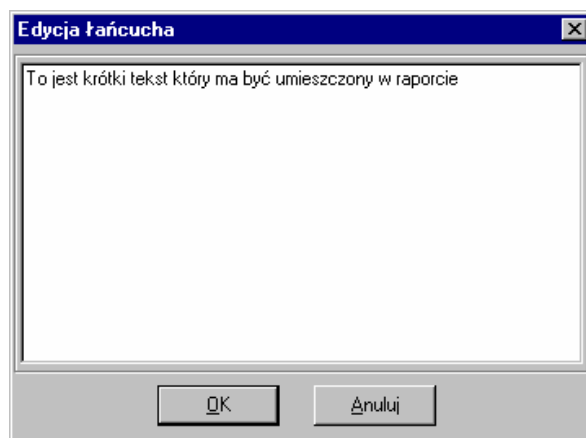 Edycja łańcucha
To jest krótki tekst który ma być umieszczony w raporcie
OK
Anuluj